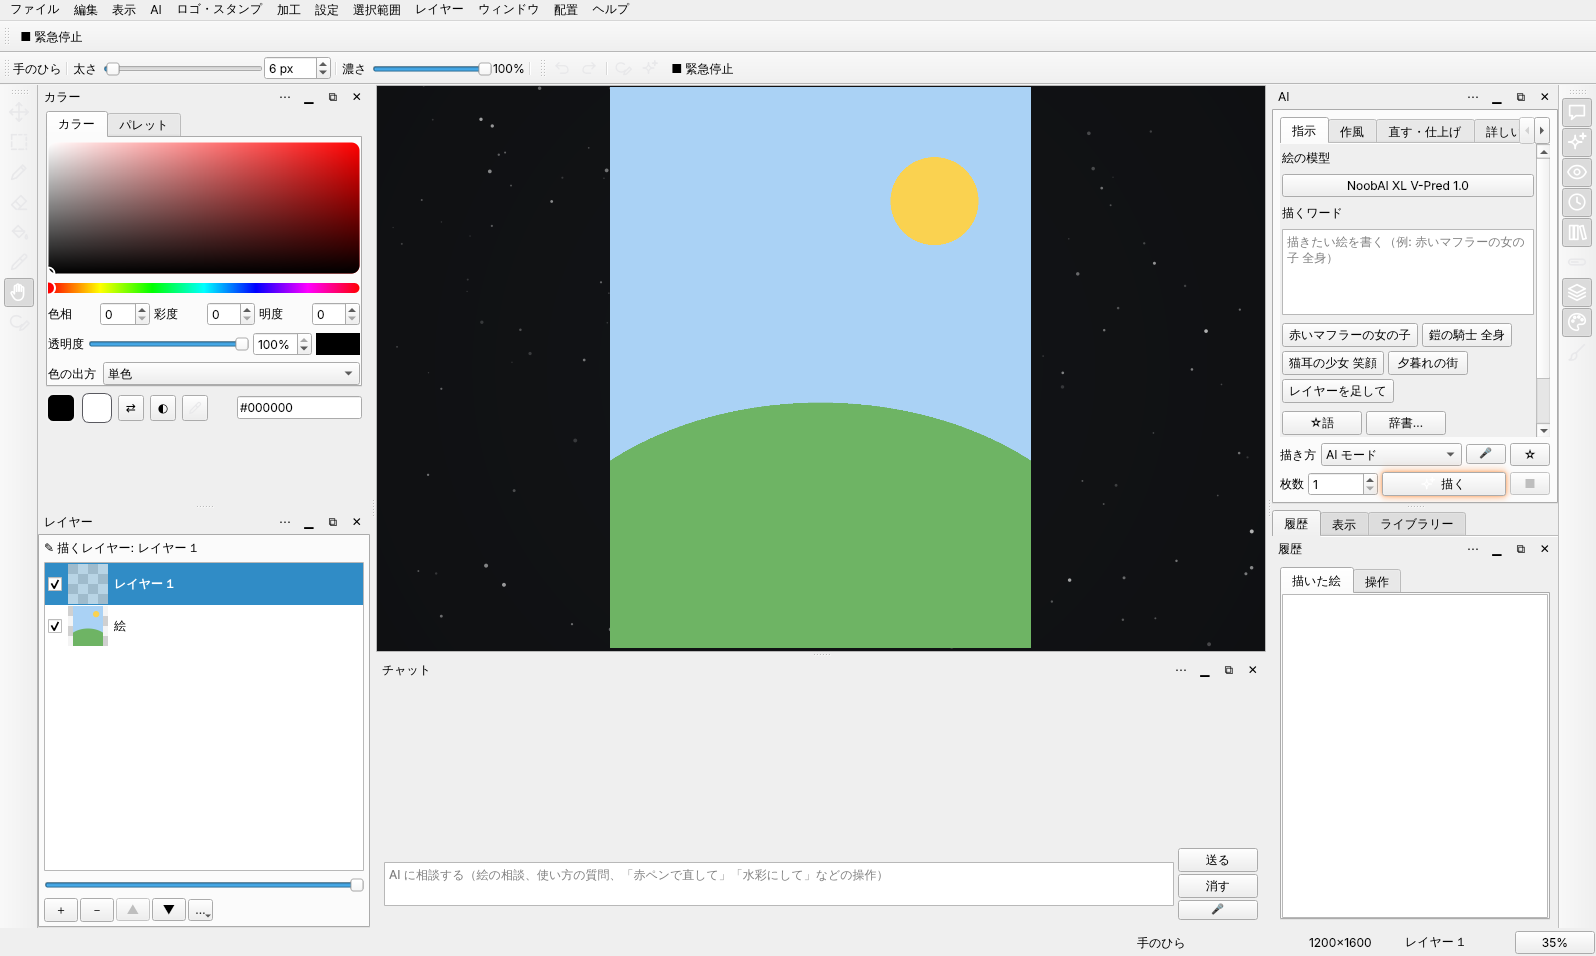 ファイル 編集 表示 AI ロゴ・スタンプ 加工 設定 選択範囲 レイヤー ウィンドウ 配置 ヘルプ
■ 緊急停止
手のひら 太さ 6 px 濃さ 100% ■ 緊急停止
カラー
カラー パレット
色相 0 彩度 0 明度 0
透明度 100%
色の出方 単色
#000000
レイヤー
✎ 描くレイヤー: レイヤー 1
レイヤー 1
絵
+ − ▲ ▼ ...
チャット
AI に相談する（絵の相談、使い方の質問、「赤ペンで直して」「水彩にして」などの操作）
送る
消す
AI
指示 作風 直す・仕上げ 詳しい
絵の模型
NoobAI XL V-Pred 1.0
描くワード
描きたい絵を書く（例: 赤いマフラーの女の
子 全身）
赤いマフラーの女の子 鎧の騎士 全身
猫耳の少女 笑顔 夕暮れの街
レイヤーを足して
☆語 辞書...
描き方 AI モード ☆
枚数 1 描く
履歴 表示 ライブラリー
履歴
描いた絵 操作
手のひら 1200×1600 レイヤー 1 35%